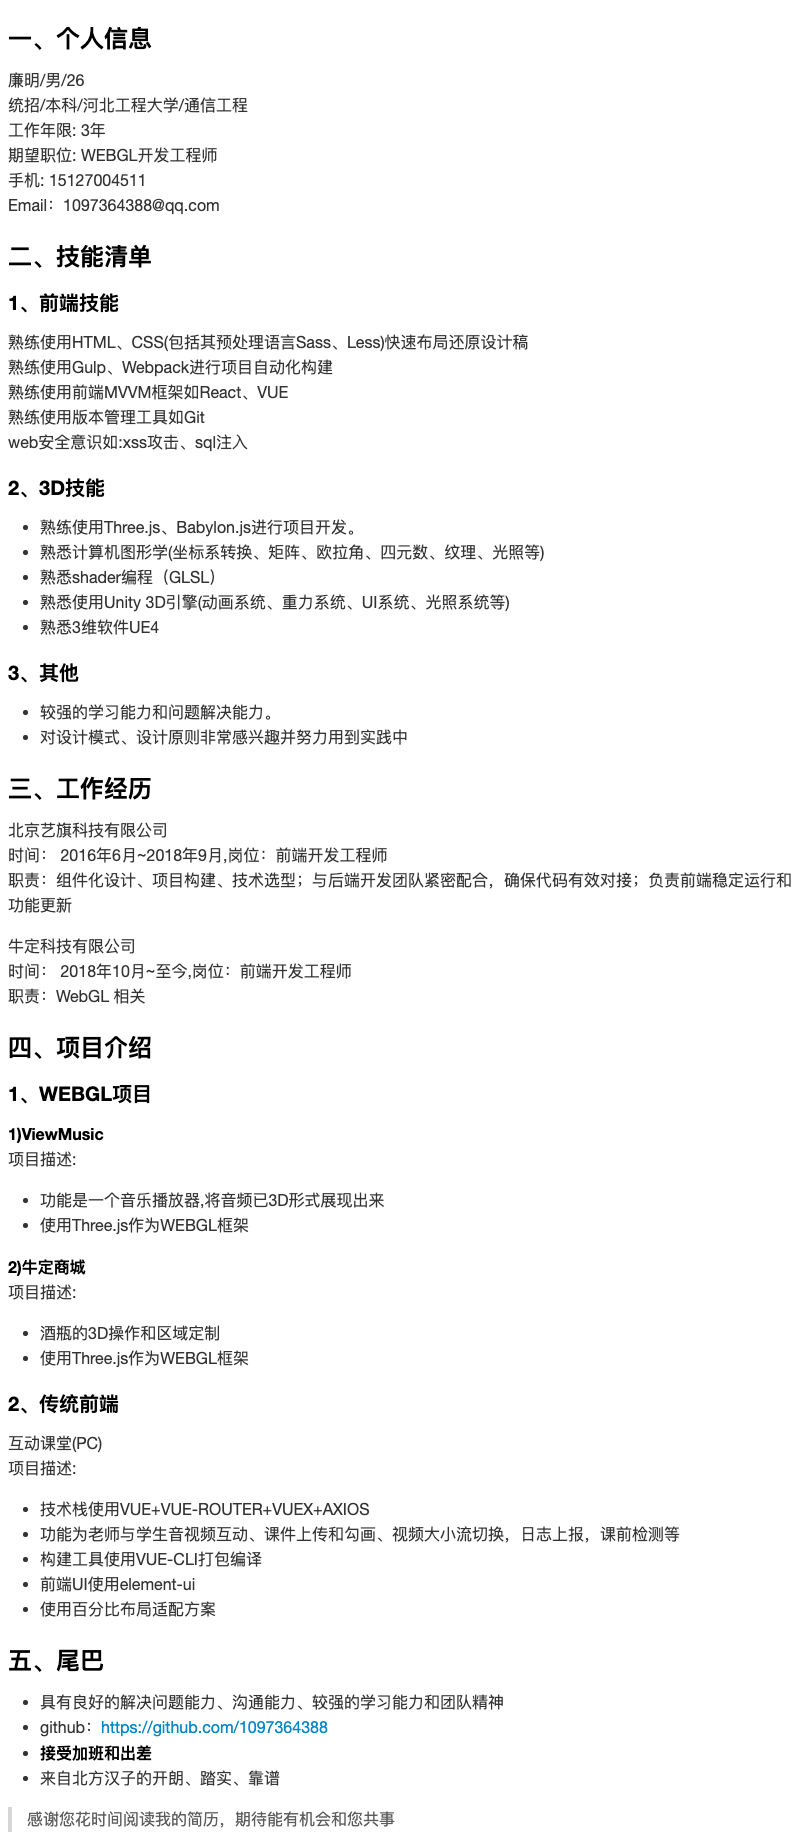 一、个人信息
廉明/男/26
统招/本科/河北工程大学/通信工程
工作年限: 3年
期望职位: WEBGL开发工程师
手机: 15127004511
Email：1097364388@qq.com
二、技能清单
1、前端技能
熟练使用HTML、CSS(包括其预处理语言Sass、Less)快速布局还原设计稿
熟练使用Gulp、Webpack进行项目自动化构建
熟练使用前端MVVM框架如React、VUE
熟练使用版本管理工具如Git
web安全意识如:xss攻击、sql注入
2、3D技能
• 熟练使用Three.js、Babylon.js进行项目开发。
• 熟悉计算机图形学(坐标系转换、矩阵、欧拉角、四元数、纹理、光照等)
• 熟悉shader编程（GLSL）
• 熟悉使用Unity 3D引擎(动画系统、重力系统、UI系统、光照系统等)
• 熟悉3维软件UE4
3、其他
• 较强的学习能力和问题解决能力。
• 对设计模式、设计原则非常感兴趣并努力用到实践中
三、工作经历
北京艺旗科技有限公司
时间： 2016年6月~2018年9月,岗位：前端开发工程师
职责：组件化设计、项目构建、技术选型；与后端开发团队紧密配合，确保代码有效对接；负责前端稳定运行和
功能更新
牛定科技有限公司
时间： 2018年10月~至今,岗位：前端开发工程师
职责：WebGL 相关
四、项目介绍
1、WEBGL项目
1)ViewMusic
项目描述:
• 功能是一个音乐播放器,将音频已3D形式展现出来
• 使用Three.js作为WEBGL框架
2)牛定商城
项目描述:
• 酒瓶的3D操作和区域定制
• 使用Three.js作为WEBGL框架
2、传统前端
互动课堂(PC)
项目描述:
• 技术栈使用VUE+VUE-ROUTER+VUEX+AXIOS
• 功能为老师与学生音视频互动、课件上传和勾画、视频大小流切换，日志上报，课前检测等
• 构建工具使用VUE-CLI打包编译
• 前端UI使用element-ui
• 使用百分比布局适配方案
五、尾巴
• 具有良好的解决问题能力、沟通能力、较强的学习能力和团队精神
• github：https://github.com/1097364388
• 接受加班和出差
• 来自北方汉子的开朗、踏实、靠谱
感谢您花时间阅读我的简历，期待能有机会和您共事